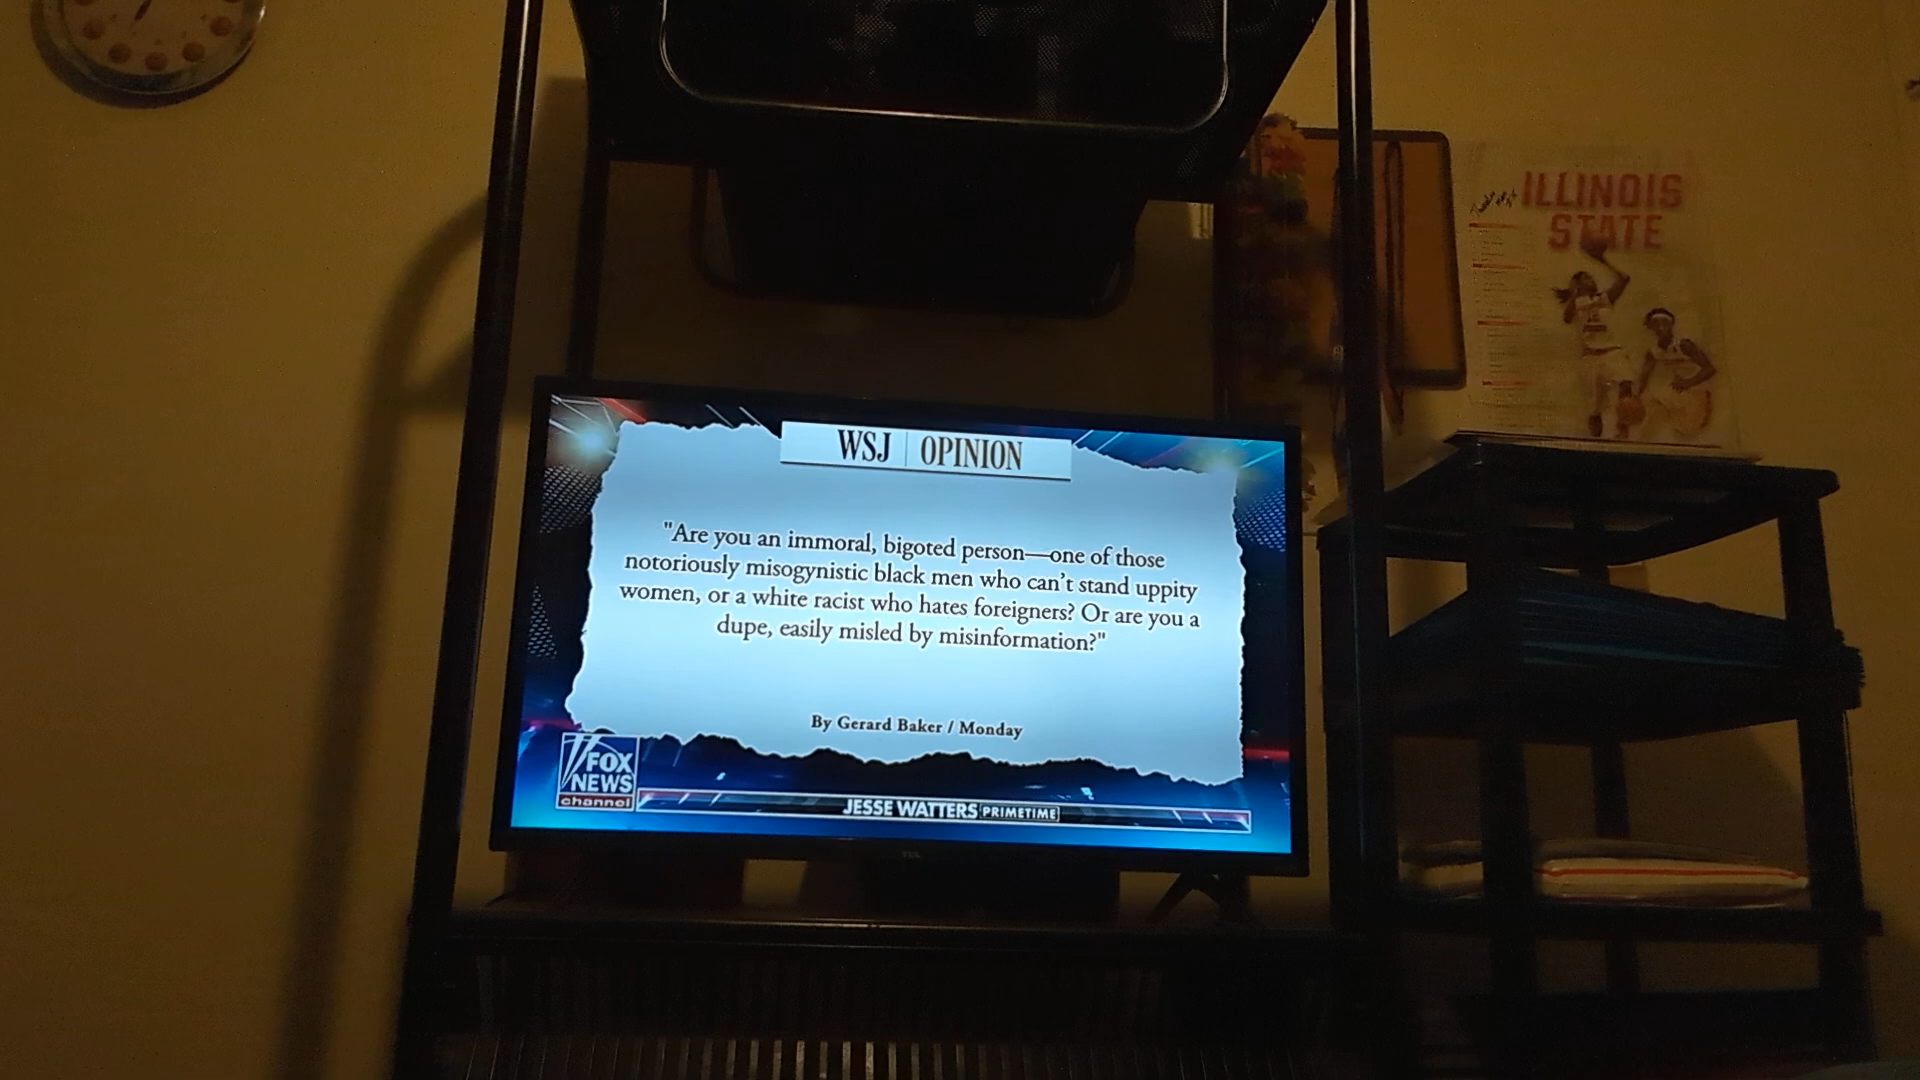 ILLINOIS
STATE
WSJ | OPINION
"Are you an immoral, bigoted person—one of those
notoriously misogynistic black men who can't stand uppity
women, or a white racist who hates foreigners? Or are you a
dupe, easily misled by misinformation?"
By Gerard Baker / Monday
FOX
NEWS
channel
JESSE WATTERS PRIMETIME
TCL